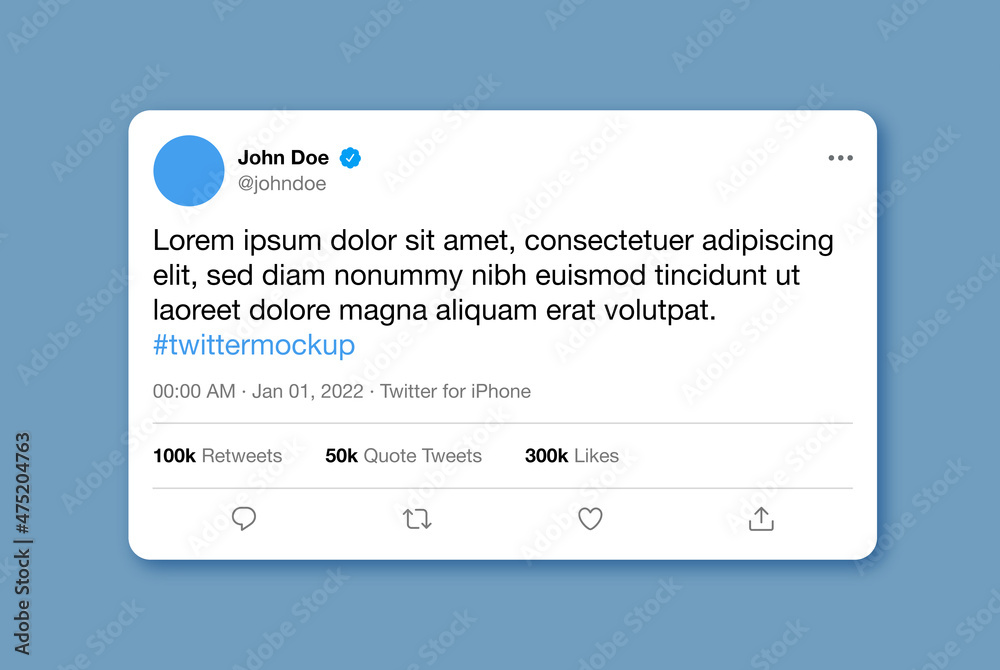 John Doe
@johndoe
Lorem ipsum dolor sit amet, consectetuer adipiscing
elit, sed diam nonummy nibh euismod tincidunt ut
laoreet dolore magna aliquam erat volutpat.
#twittermockup
00:00 AM · Jan 01, 2022 · Twitter for iPhone
100k Retweets 50k Quote Tweets 300k Likes
Adobe Stock | #475204763
Adobe Stock